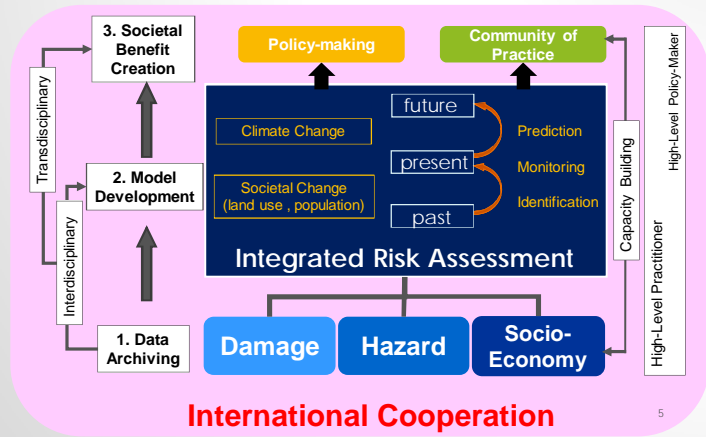 3. Societal
Benefit
Creation
Policy-making
Community of
Practice
Transdisciplinary
Interdisciplinary
2. Model
Development
1. Data
Archiving
Climate Change
Societal Change
(land use , population)
future
present
past
Prediction
Monitoring
Identification
Integrated Risk Assessment
Capacity Building
High-Level Policy-Maker
High-Level Practitioner
Damage
Hazard
Socio-
Economy
International Cooperation
5